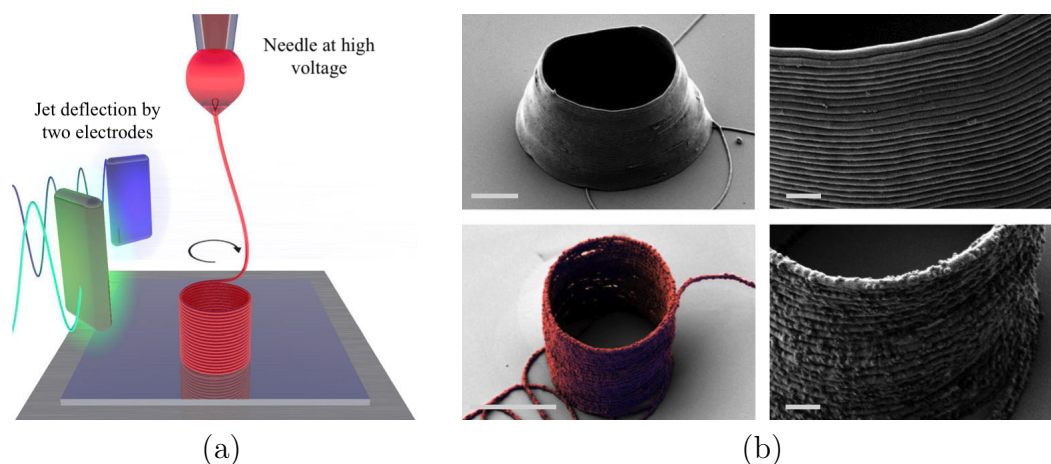 Needle at high
voltage
Jet deflection by
two electrodes
(a)
(b)